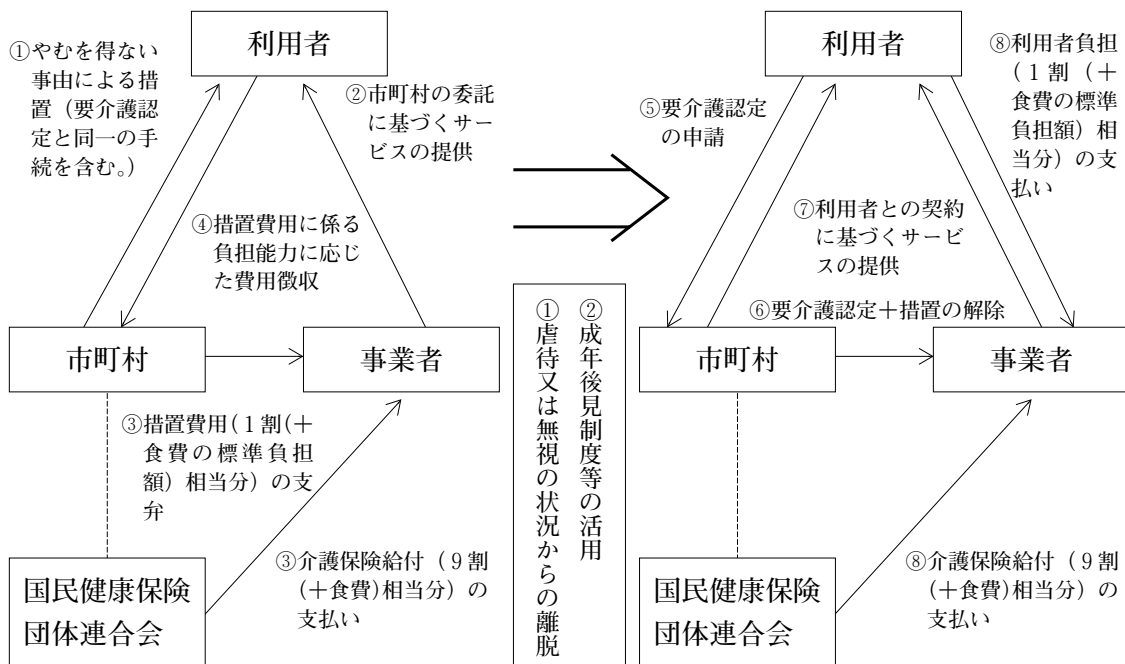 利用者
①やむを得ない
事由による措
置（要介護認
定と同一の手
続を含む。）
②市町村の委託
に基づくサー
ビスの提供
④措置費用に係る
負担能力に応じ
た費用徴収
市町村
事業者
③措置費用(１割(＋
食費の標準負担
額）相当分）の支
弁
国民健康保険
団体連合会
③介護保険給付（９割
(＋食費)相当分）の
支払い
①虐待又は無視の状況からの離脱
②成年後見制度等の活用
利用者
⑤要介護認定
の申請
⑧利用者負担
(１割（＋
食費の標準
負担額）相
当分）の支
払い
⑦利用者との契約
に基づくサービ
スの提供
⑥要介護認定＋措置の解除
市町村
事業者
国民健康保険
団体連合会
⑧介護保険給付（９割
(＋食費)相当分）の
支払い